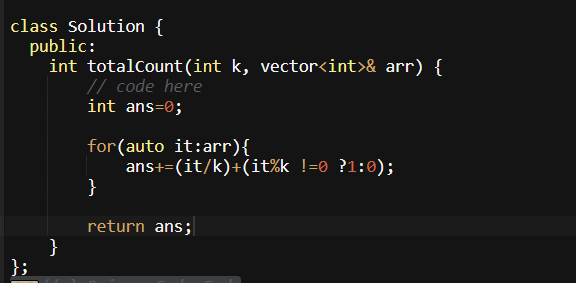 class Solution {
  public:
    int totalCount(int k, vector<int>& arr) {
        // code here
        int ans=0;
        for(auto it:arr){
            ans+=(it/k)+(it%k !=0 ?1:0);
        }
        return ans;
    }
};